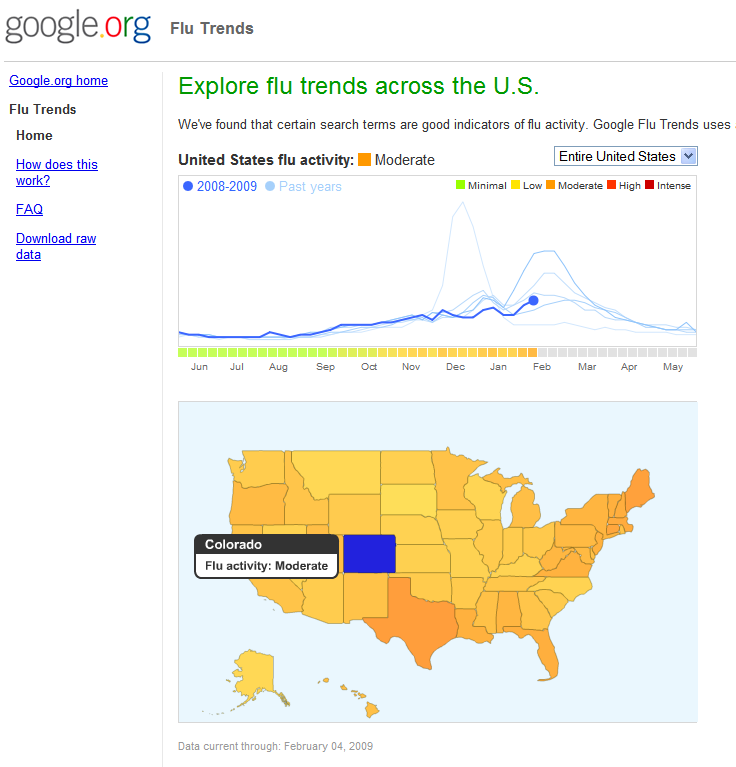 google.org Flu Trends
Google.org home
Flu Trends
Home
How does this
work?
FAQ
Download raw
data
Explore flu trends across the U.S.
We've found that certain search terms are good indicators of flu activity. Google Flu Trends uses
United States flu activity: Moderate
Entire United States
2008-2009 Past years
Minimal Low Moderate High Intense
Jun Jul Aug Sep Oct Nov Dec Jan Feb Mar Apr May
Colorado
Flu activity: Moderate
Data current through: February 04, 2009